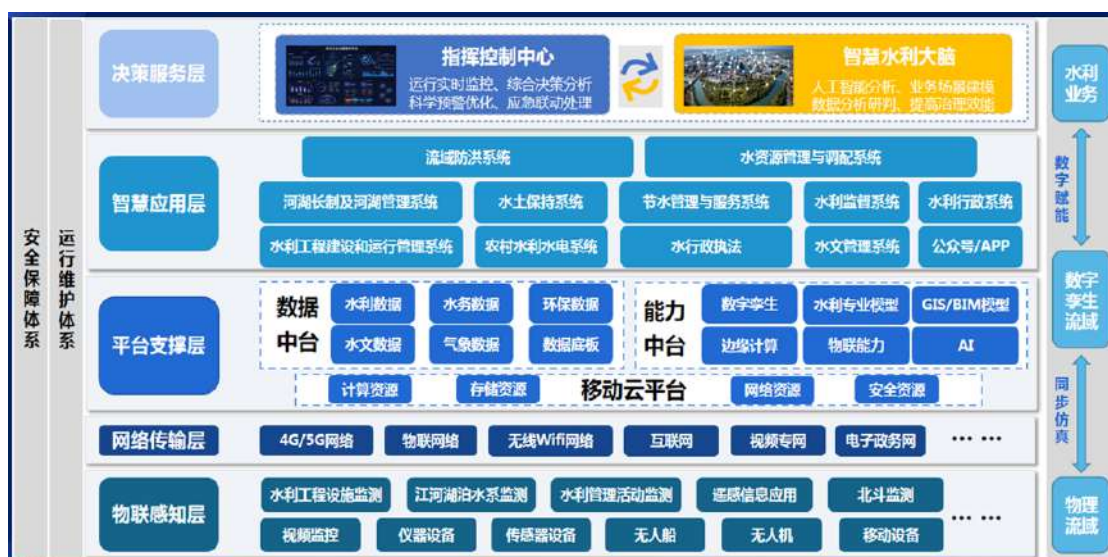 安全保障体系
运行维护体系
决策服务层
指挥控制中心
运行实时监控、综合决策分析
科学预警优化、应急联动处理
智慧水利大脑
人工智能分析、业务场景建模
数据分析研判、提高治理效能
智慧应用层
流域防洪系统
水资源管理与调配系统
河湖长制及河湖管理系统
水土保持系统
节水管理与服务系统
水利监督系统
水利行政系统
水利工程建设和运行管理系统
农村水利水电系统
水行政执法
水文管理系统
公众号/APP
平台支撑层
数据
中台
水利数据
水务数据
环保数据
水文数据
气象数据
数据底板
能力
中台
数字孪生
水利专业模型
GIS/BIM模型
边缘计算
物联能力
AI
计算资源
存储资源
移动云平台
网络资源
安全资源
网络传输层
4G/5G网络
物联网络
无线Wifi网络
互联网
视频专网
电子政务网
... ...
物联感知层
水利工程设施监测
江河湖泊水系监测
水利管理活动监测
遥感信息应用
北斗监测
视频监控
仪器设备
传感器设备
无人船
无人机
移动设备
... ...
水利
业务
数字赋能
数字
孪生
流域
同步仿真
物理
流域